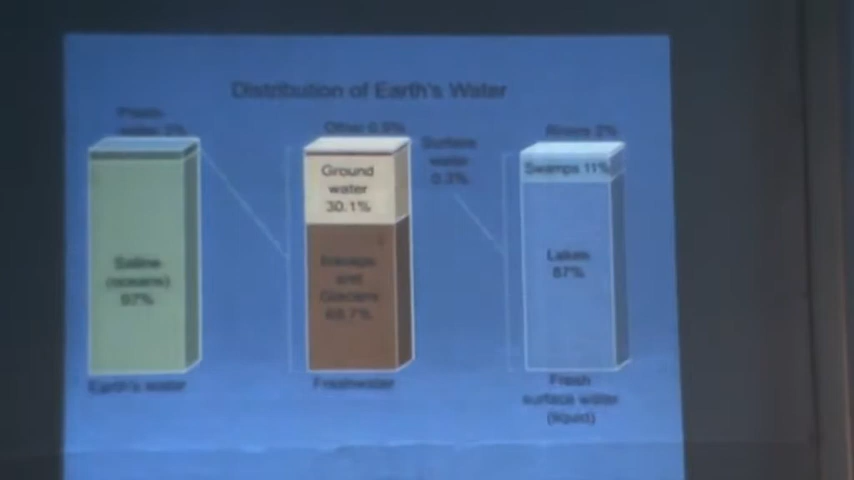 Distribution of Earth's Water
Fresh-
water 3%
Saline
(oceans)
97%
Earth's water
Other 0.9%
Ground
water
30.1%
Icecaps
and
Glaciers
68.7%
Freshwater
Surface
water
0.3%
Rivers 2%
Swamps 11%
Lakes
87%
Fresh
surface water
(liquid)